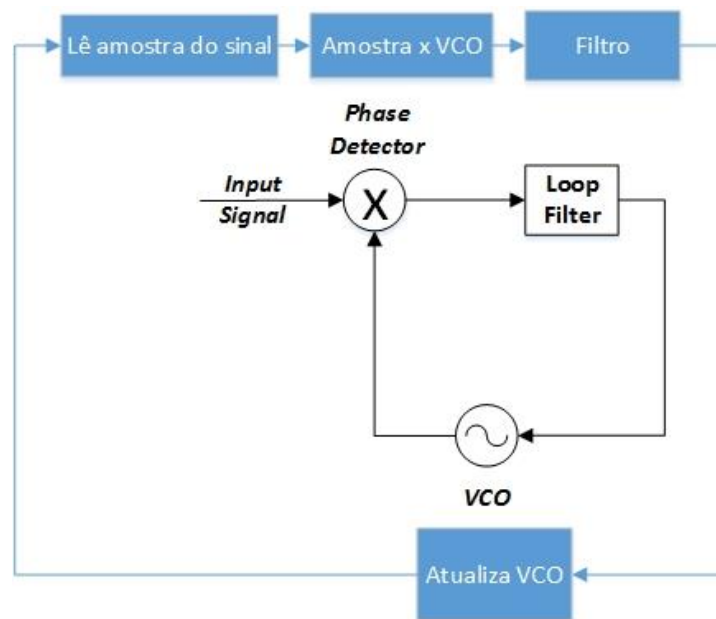 Lê amostra do sinal
Amostra x VCO
Filtro
Phase
Detector
Input
Signal
X
Loop
Filter
VCO
Atualiza VCO